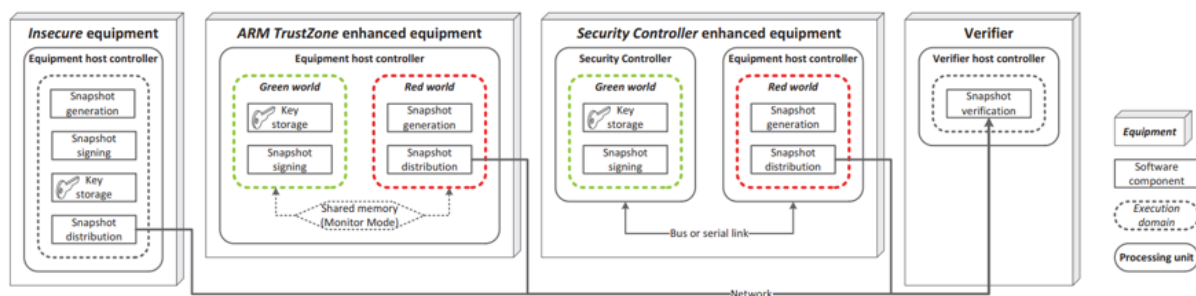 Insecure equipment
Equipment host controller
Snapshot
generation
Snapshot
signing
Key
storage
Snapshot
distribution
ARM TrustZone enhanced equipment
Equipment host controller
Green world
Key
storage
Snapshot
signing
Red world
Snapshot
generation
Snapshot
distribution
Shared memory
(Monitor Mode)
Security Controller enhanced equipment
Security Controller
Green world
Key
storage
Snapshot
signing
Equipment host controller
Red world
Snapshot
generation
Snapshot
distribution
Bus or serial link
Verifier
Verifier host controller
Snapshot
verification
Network
Equipment
Software
component
Execution
domain
Processing unit